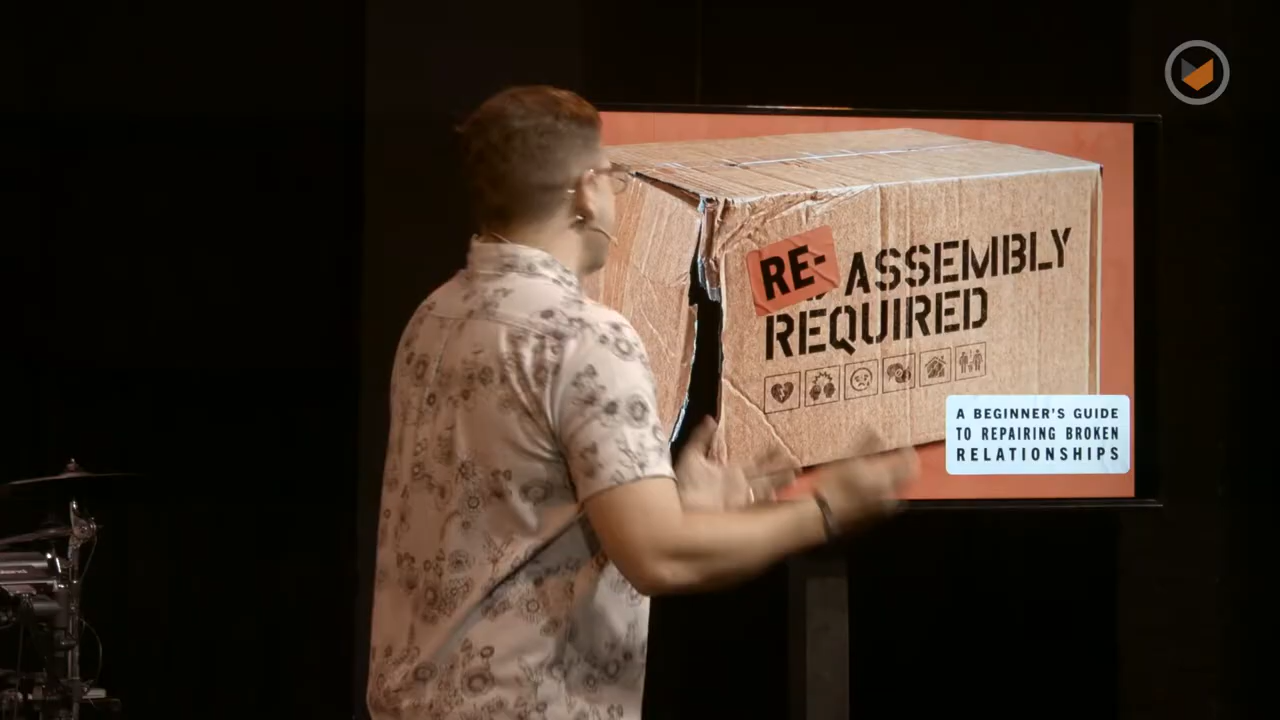 RE- ASSEMBLY
REQUIRED
A BEGINNER'S GUIDE
TO REPAIRING BROKEN
RELATIONSHIPS